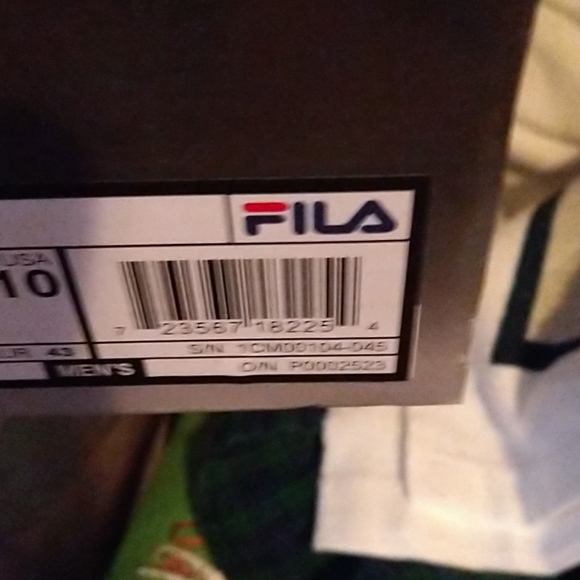 FILA
USA
10
7 23567 18225 4
EUR 43
S/N 1CM00104-045
MEN'S
O/N P0002523